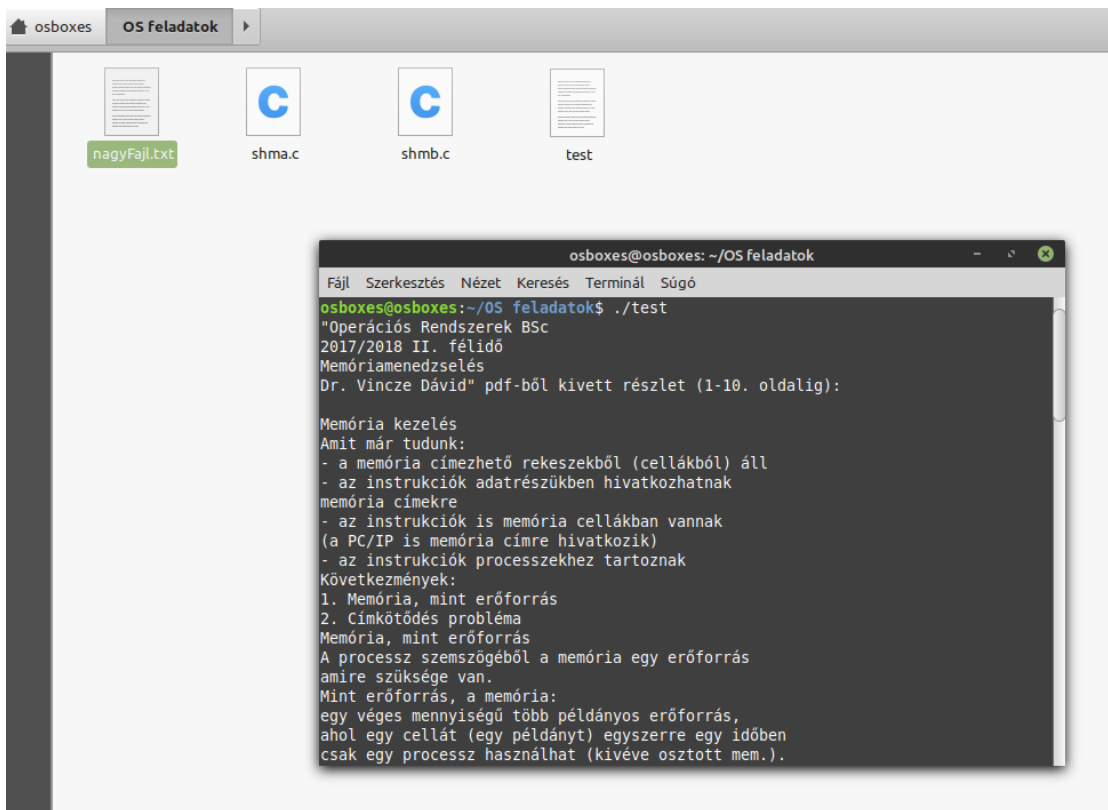 osboxes OS feladatok
nagyFajl.txt shma.c shmb.c test
osboxes@osboxes: ~/OS feladatok
Fájl Szerkesztés Nézet Keresés Terminál Súgó
osboxes@osboxes:~/OS feladatok$ ./test
"Operációs Rendszerek BSc
2017/2018 II. félidő
Memóriamenedzselés
Dr. Vincze Dávid" pdf-ből kivett részlet (1-10. oldalig):
Memória kezelés
Amit már tudunk:
- a memória címezhető rekeszekből (cellákból) áll
- az instrukciók adatrészükben hivatkozhatnak
memória címekre
- az instrukciók is memória cellákban vannak
(a PC/IP is memória címre hivatkozik)
- az instrukciók processzekhez tartoznak
Következmények:
1. Memória, mint erőforrás
2. Címkötődés probléma
Memória, mint erőforrás
A processz szemszögéből a memória egy erőforrás
amire szüksége van.
Mint erőforrás, a memória:
egy véges mennyiségű több példányos erőforrás,
ahol egy cellát (egy példányt) egyszerre egy időben
csak egy processz használhat (kivéve osztott mem.).